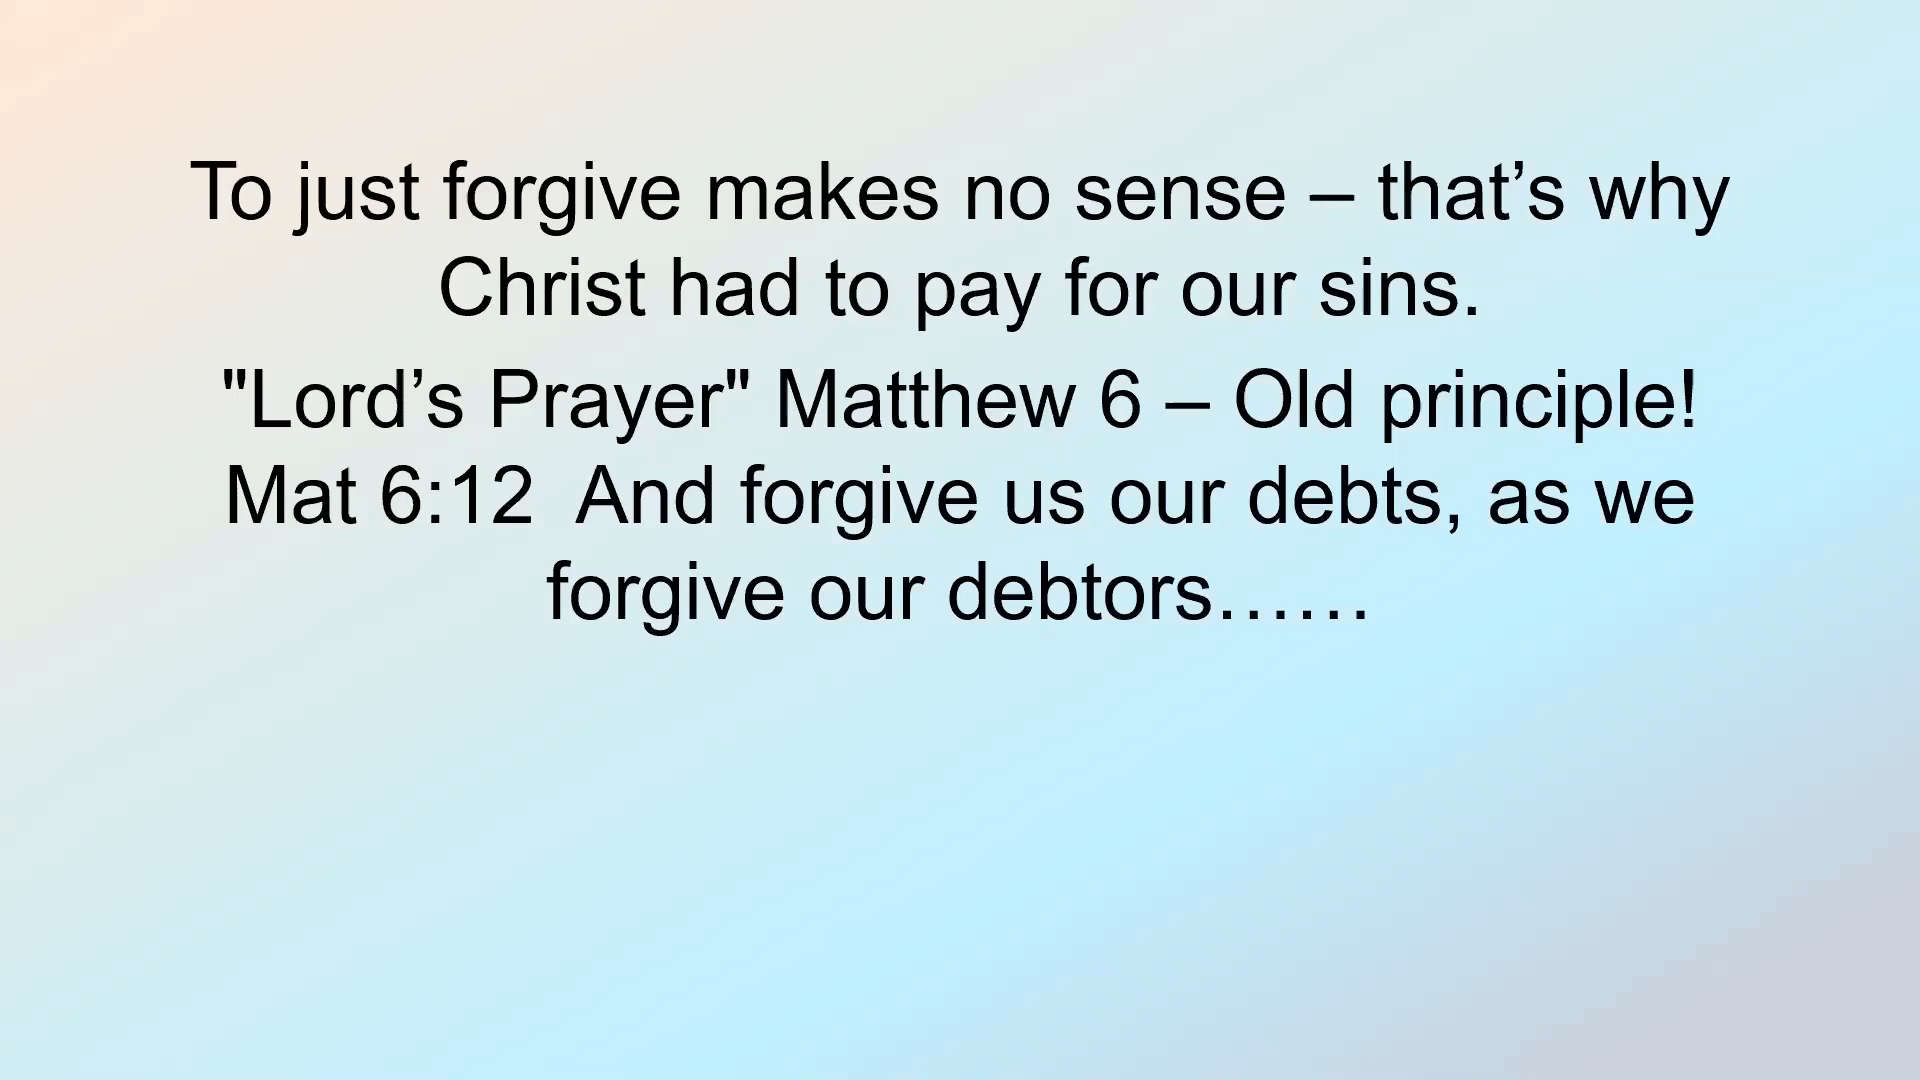 To just forgive makes no sense – that’s why
Christ had to pay for our sins.
"Lord’s Prayer" Matthew 6 – Old principle!
Mat 6:12  And forgive us our debts, as we
forgive our debtors……